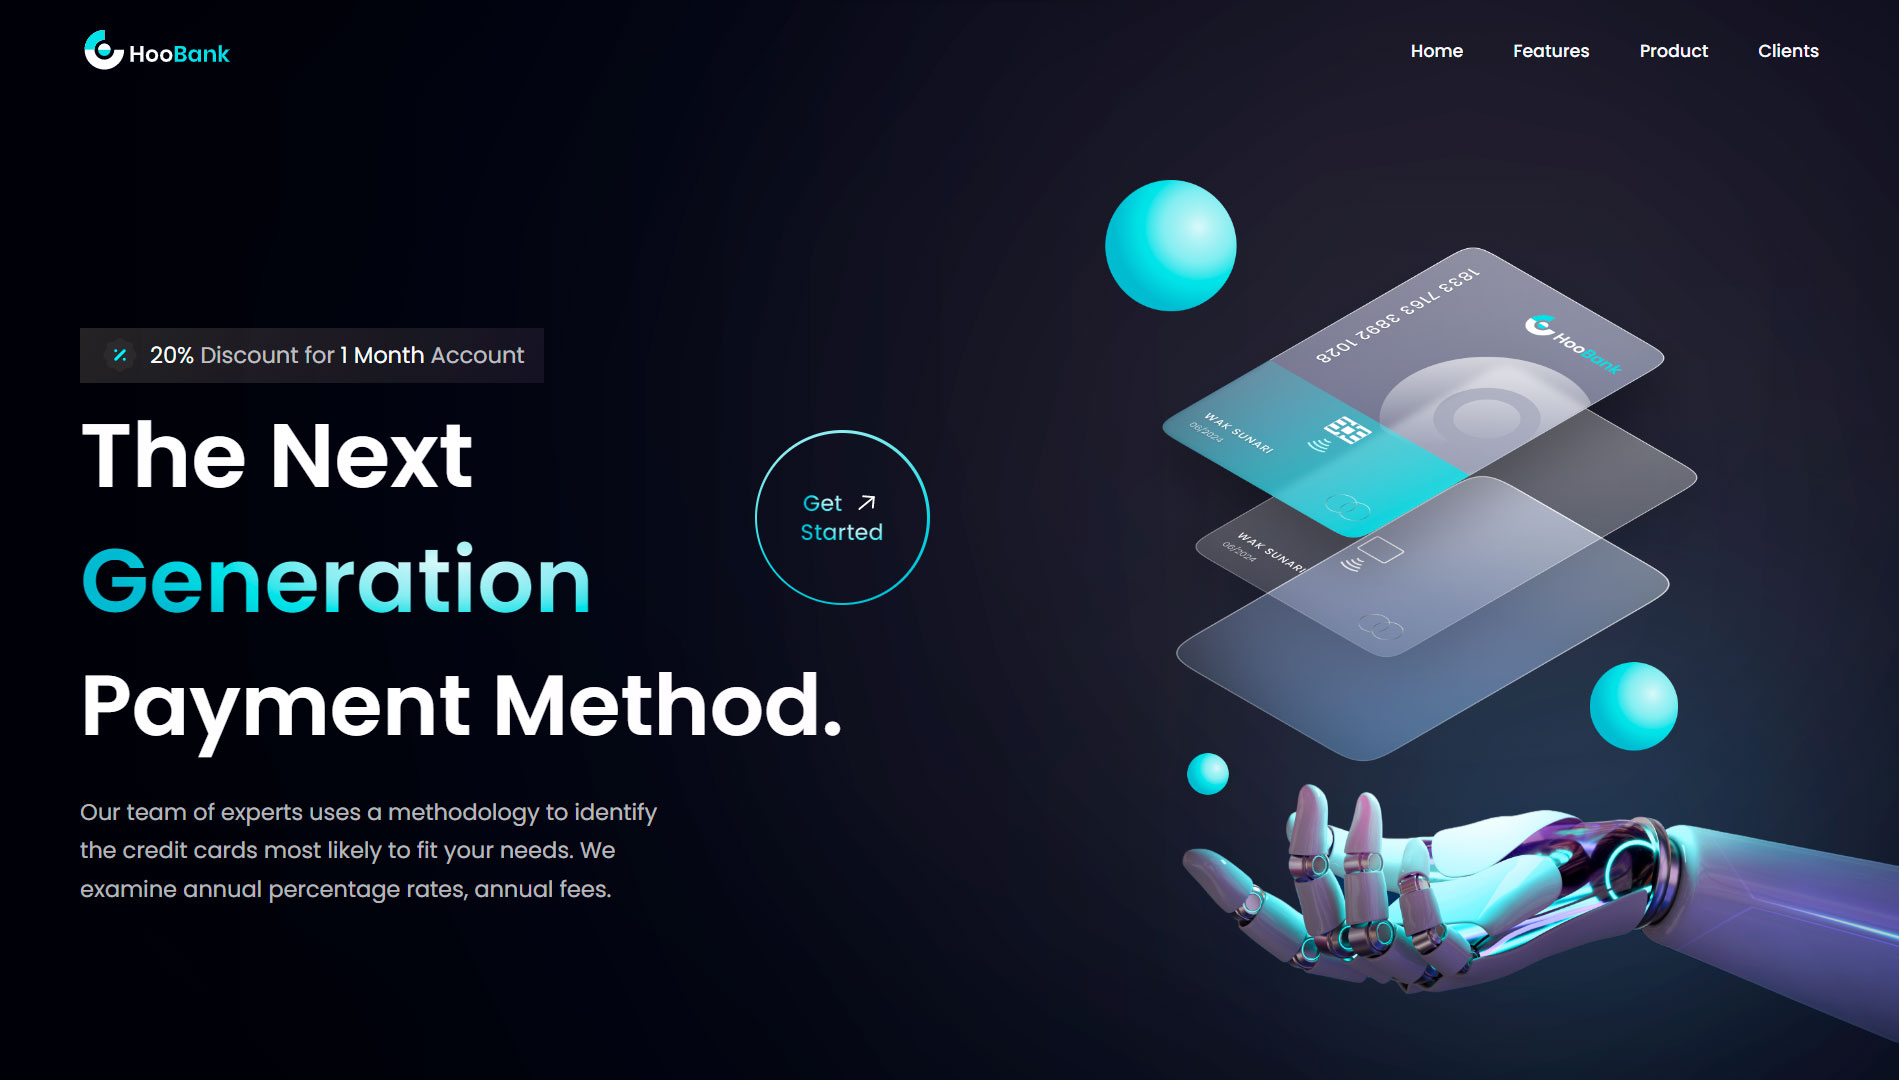 HooBank
Home Features Product Clients
20% Discount for 1 Month Account
The Next
Generation
Payment Method.
Get
Started
Our team of experts uses a methodology to identify
the credit cards most likely to fit your needs. We
examine annual percentage rates, annual fees.
1833 7163 3892 1028
HooBank
WAK SUNARI
06/2024
WAK SUNARI
06/2024